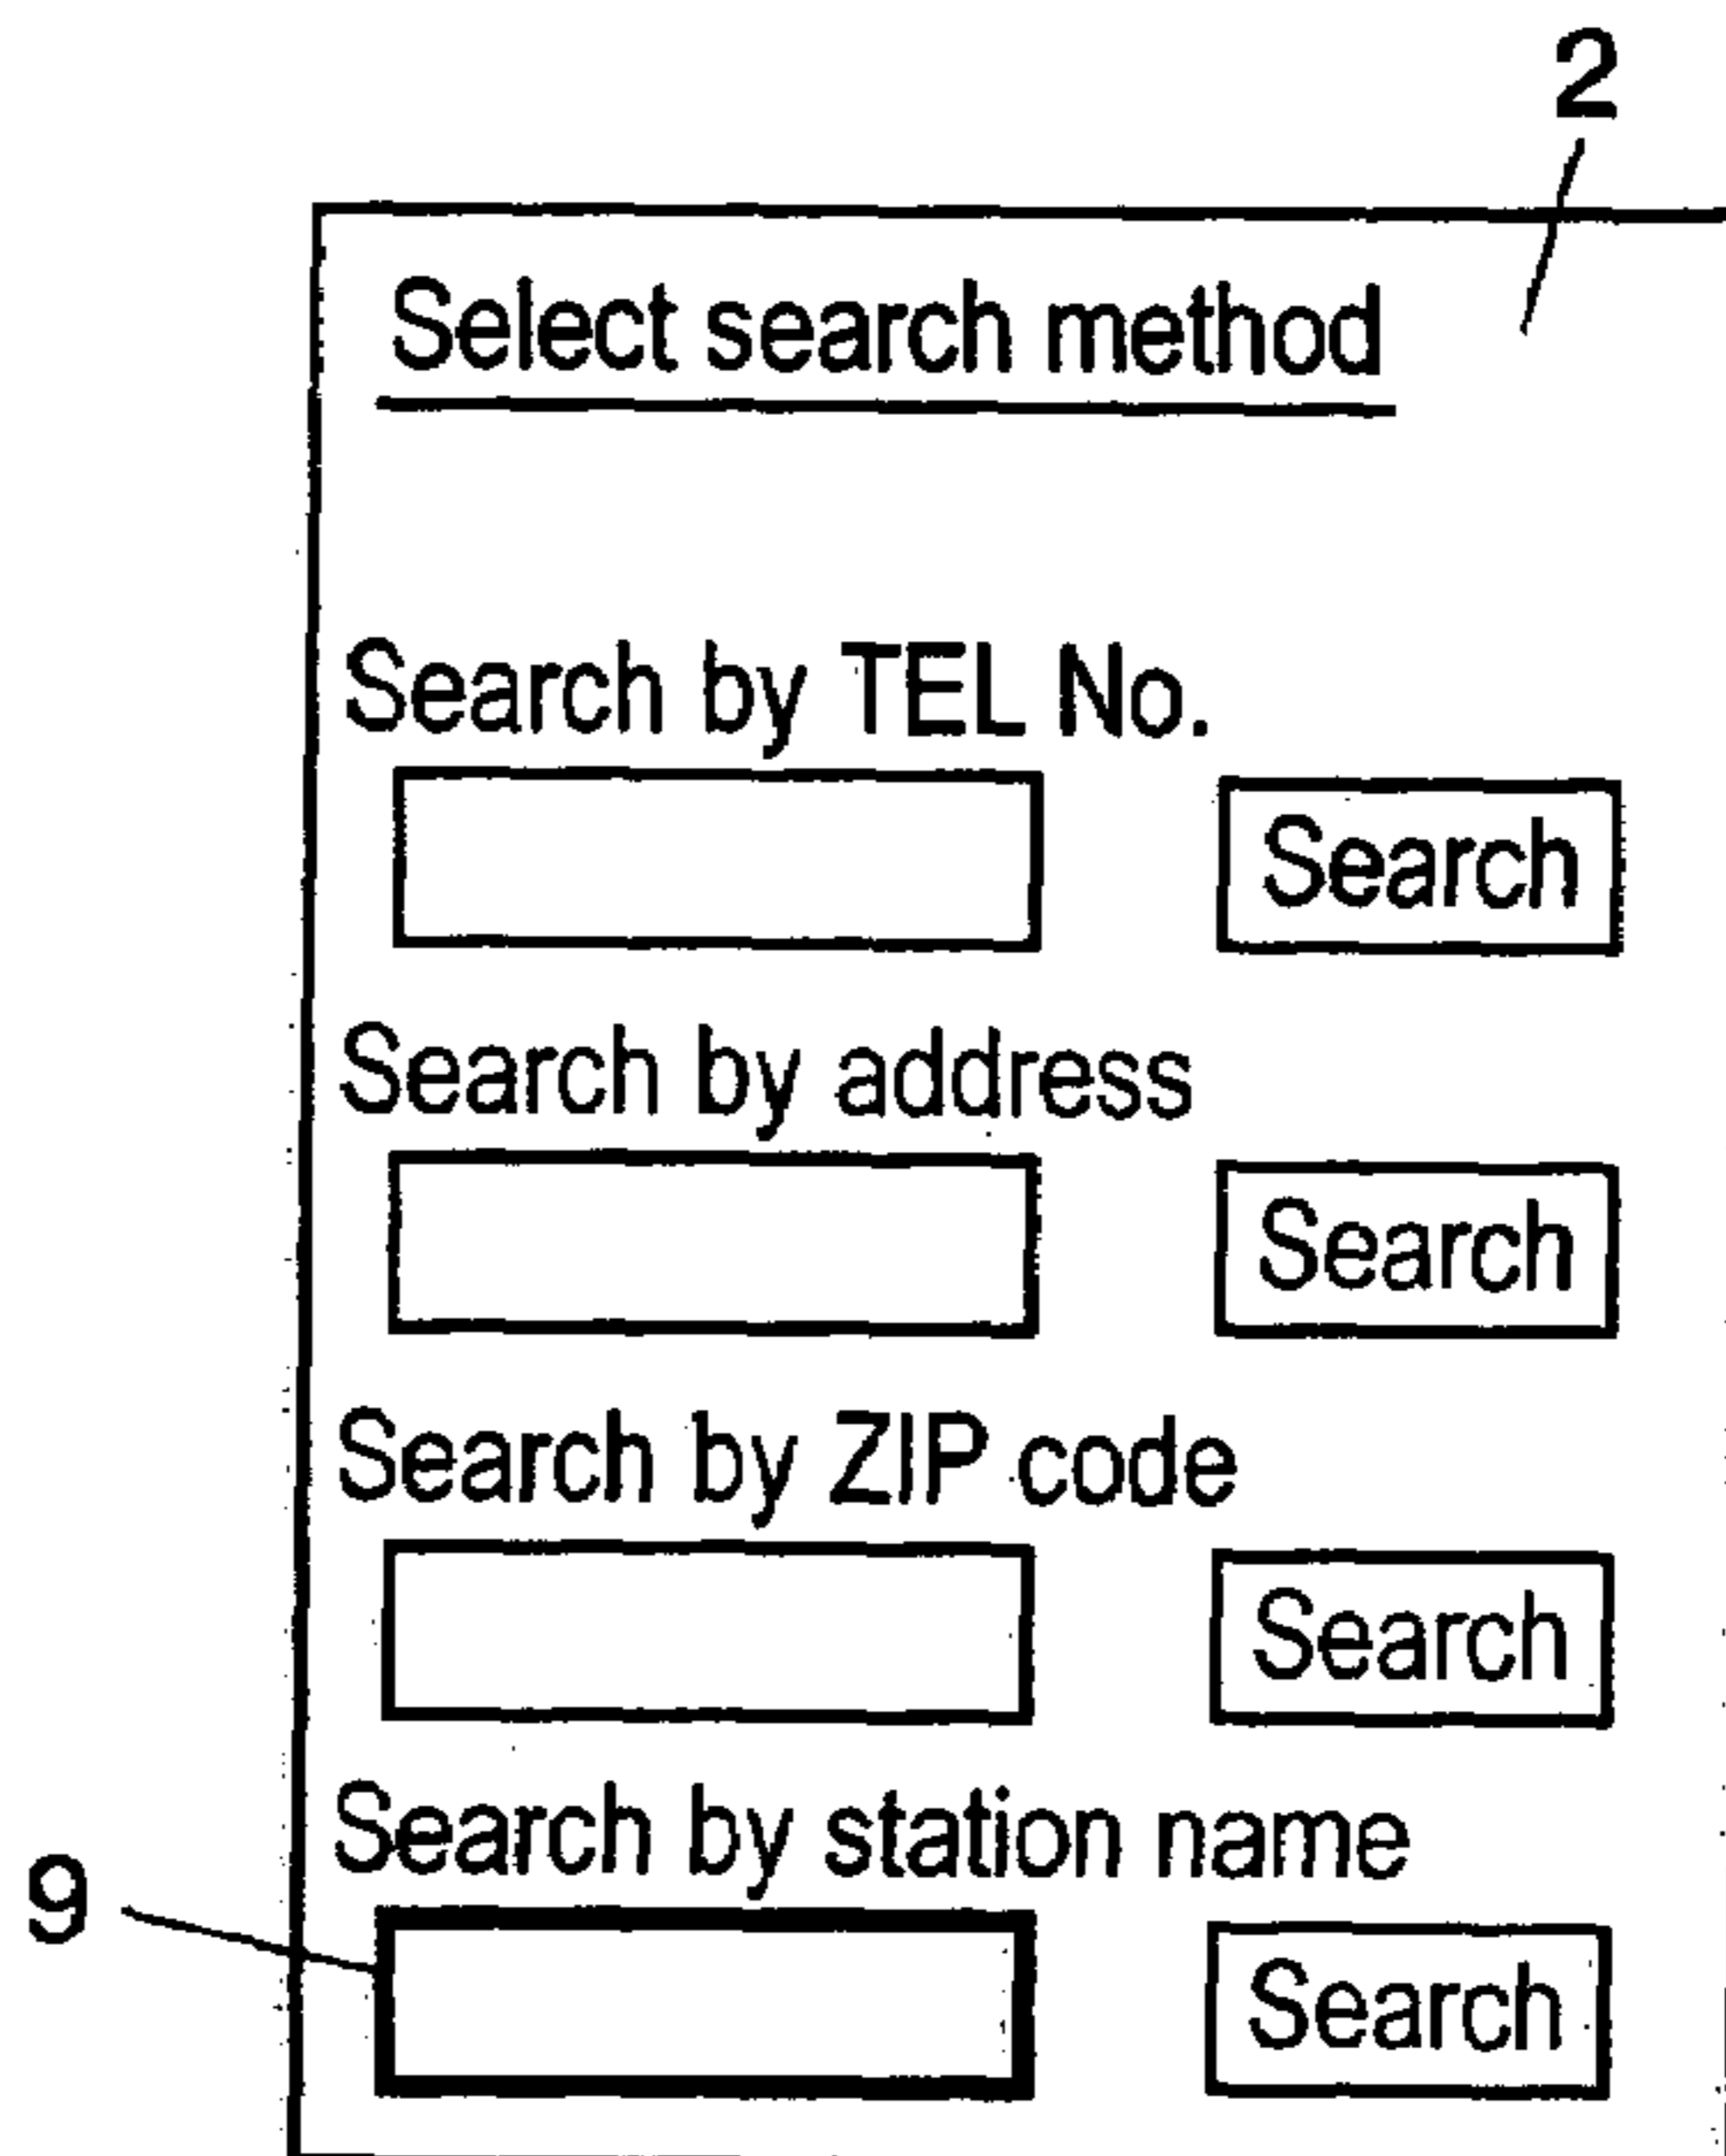 2
Select search method
Search by TEL No.
Search
Search by address
Search
Search by ZIP code
Search
Search by station name
9
Search